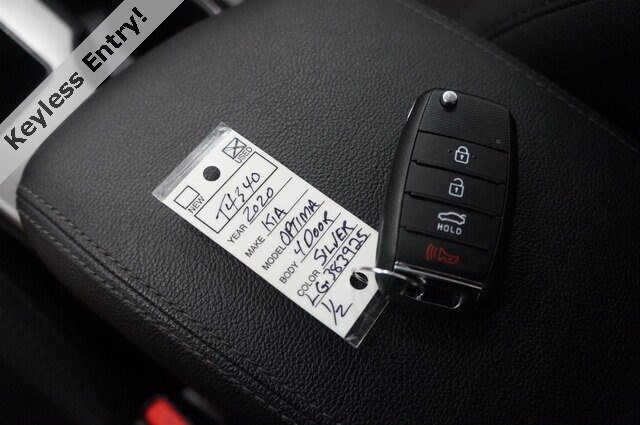 Keyless Entry!
NEW
USED
T4340
YEAR 2020
MAKE KIA
MODEL OPTIMA
BODY 4 DOOR
COLOR SILVER
LG383925
1/2
HOLD